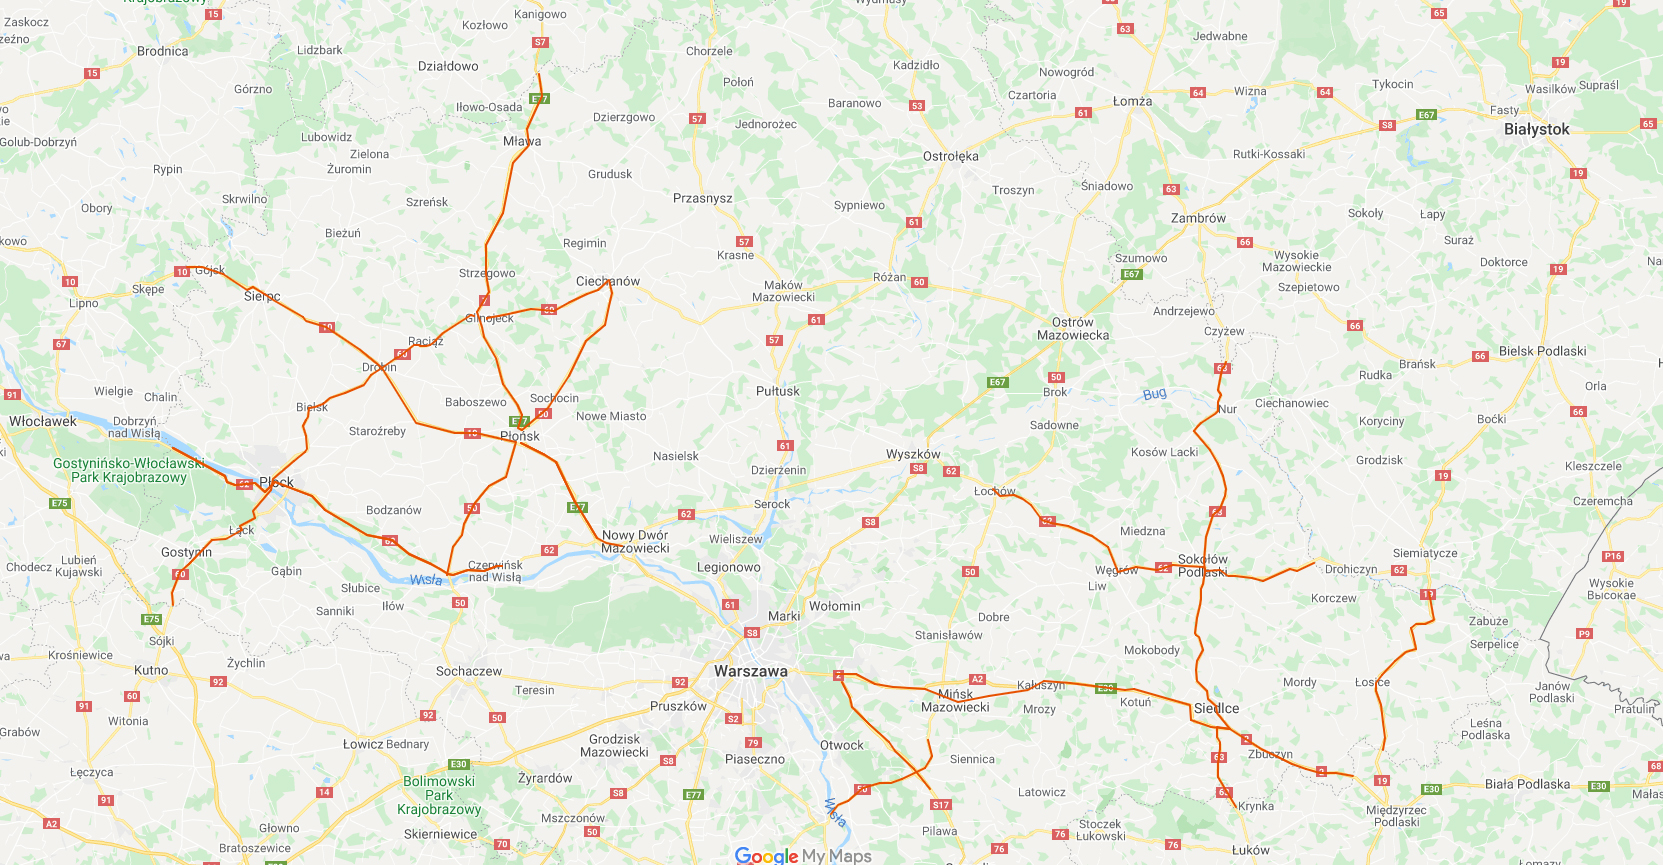 Krajobrazowy
Kanigowo
Wydmusy
19
15
Zaskocz
Kozłowo
63
65
Jedwabne
S7
Brodnica
Lidzbark
Chorzele
Działdowo
Kadzidło
Nowogród
19
15
Górzno
Połoń
Wizna
Tykocin
Supraśl
Wasilków
64
64
Czartoria
Łomża
Iłowo-Osada
E77
Baranowo
53
61
Fasty
57
Dzierzgowo
Jednorożec
S8
E67
Białystok
65
Lubowidz
Golub-Dobrzyń
Mława
Zielona
Ostrołęka
Rutki-Kossaki
Rypin
Żuromin
Grudusk
19
Troszyn
Śniadowo
63
Skrwilno
Szreńsk
Przasnysz
Sypniewo
Obory
Zambrów
Sokoły
Łapy
61
Bieżuń
Regimin
57
Krasne
66
Suraż
Wysokie
Mazowieckie
Szumowo
Doktorce
10
Gójsk
Strzegowo
E67
19
10
Skępe
Ciechanów
Różan
60
Maków
Mazowiecki
Szepietowo
Lipno
Sierpc
7
60
Andrzejewo
Glinojeck
61
Ostrów
Mazowiecka
66
10
Czyżew
67
Raciąż
57
60
Bielsk Podlaski
66
Drobin
Brańsk
63
Rudka
50
E67
Orla
91
Wielgie
Pułtusk
Brok
Bug
Chalin
Sochocin
Baboszewo
Ciechanowiec
Bielsk
50
Nowe Miasto
Nur
66
Włocławek
Dobrzyń
nad Wisłą
E77
Sadowne
Koryciny
Boćki
Staroźreby
10
Płońsk
61
Wyszków
Kosów Lacki
Nasielsk
Gostynińsko-Włocławski
Park Krajobrazowy
Dzierżenin
S8
62
Grodzisk
Kleszczele
19
Płock
62
Łochów
E75
Serock
Czeremcha
Bodzanów
50
E77
62
63
S8
62
Łąck
Miedzna
62
Nowy Dwór
Mazowiecki
Wieliszew
Gostynin
62
Sokołów
Podlaski
Siemiatycze
P16
Lubień
Kujawski
Chodecz
Czerwińsk
nad Wisłą
Legionowo
50
Węgrów
62
Drohiczyn
62
60
Gąbin
Wisła
Słubice
Liw
Wysokie
Высокае
Korczew
19
Iłów
50
61
Wołomin
Sanniki
Marki
Dobre
E75
Zabuże
Sójki
S8
Stanisławów
P9
Serpelice
Krośniewice
Mokobody
Kutno
Żychlin
Sochaczew
Warszawa
2
A2
92
92
Teresin
Kałuszyn
E30
Mordy
Łosice
Janów
Podlaski
60
Mińsk
Mazowiecki
Kotuń
91
Pruszków
Mrozy
Siedlce
Pratulin
Witonia
92
50
S2
Leśna
Podlaska
Grabów
Łowicz
Bednary
Grodzisk
Mazowiecki
79
Otwock
2
Zbuczyn
Piaseczno
Siennica
63
Łęczyca
E30
S8
2
19
68
Bolimowski
Park
Krajobrazowy
Żyrardów
Biała Podlaska
E30
14
S8
E77
50
Latowicz
63
91
Wisła
S17
Krynka
Międzyrzec
Podlaski
A2
Mszczonów
Głowno
Skierniewice
50
Pilawa
Stoczek
Łukowski
76
70
76
Bratoszewice
Łuków
Google My Maps